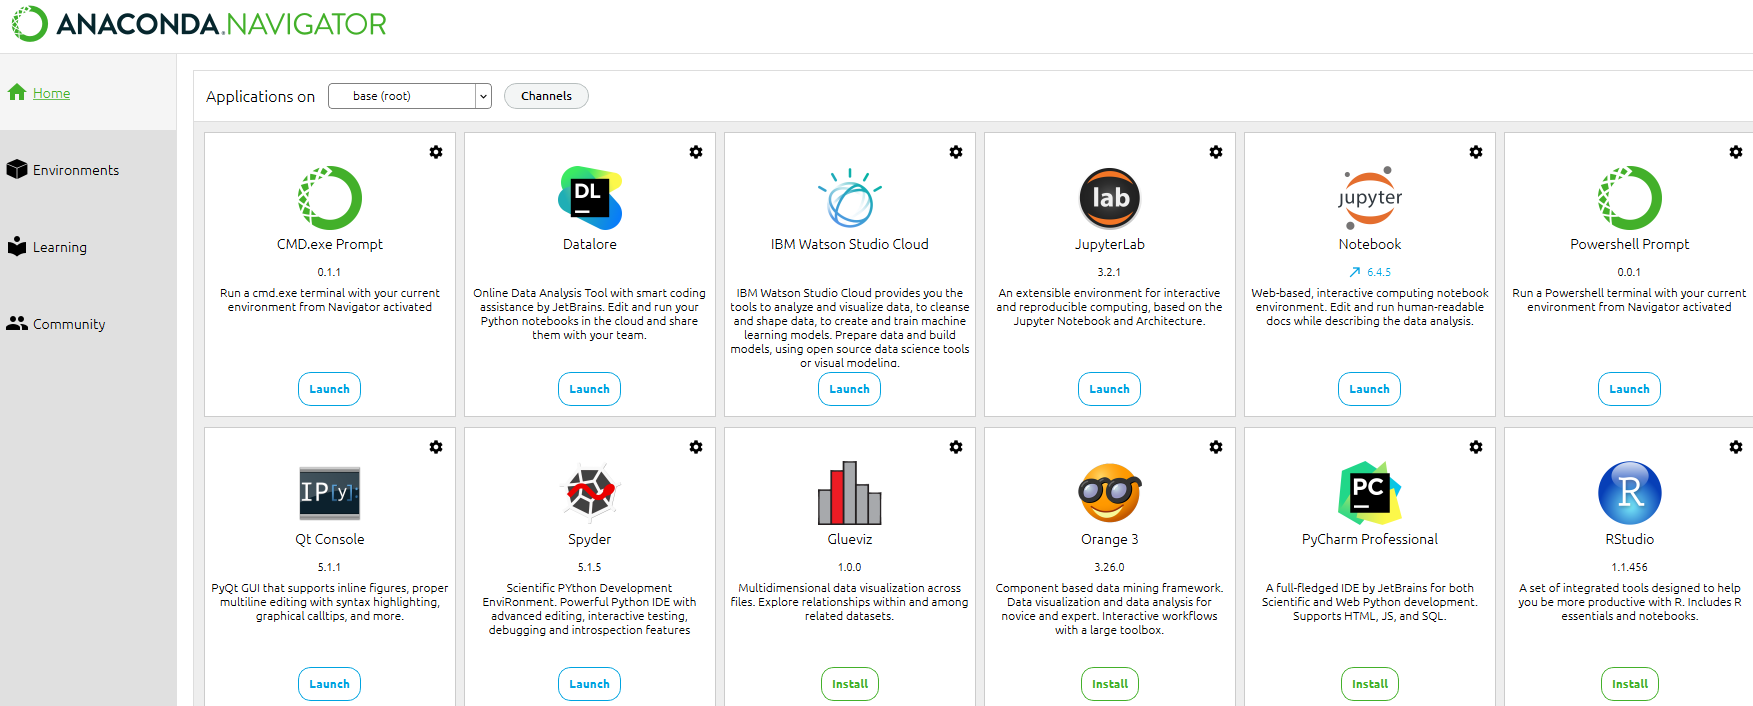 ANACONDA.NAVIGATOR
Home
Environments
Learning
Community
Applications on
base (root)
Channels
CMD.exe Prompt
0.1.1
Run a cmd.exe terminal with your current
environment from Navigator activated
Launch
DL
Datalore
Online Data Analysis Tool with smart coding
assistance by JetBrains. Edit and run your
Python notebooks in the cloud and share
them with your team.
Launch
IBM Watson Studio Cloud
IBM Watson Studio Cloud provides you the
tools to analyze and visualize data, to cleanse
and shape data, to create and train machine
learning models. Prepare data and build
models, using open source data science tools
or visual modeling.
Launch
lab
JupyterLab
3.2.1
An extensible environment for interactive
and reproducible computing, based on the
Jupyter Notebook and Architecture.
Launch
jupyter
Notebook
6.4.5
Web-based, interactive computing notebook
environment. Edit and run human-readable
docs while describing the data analysis.
Launch
Powershell Prompt
0.0.1
Run a Powershell terminal with your current
environment from Navigator activated
Launch
IP[y]:
Qt Console
5.1.1
PyQt GUI that supports inline figures, proper
multiline editing with syntax highlighting,
graphical calltips, and more.
Launch
Spyder
5.1.5
Scientific PYthon Development
EnviRonment. Powerful Python IDE with
advanced editing, interactive testing,
debugging and introspection features
Launch
Glueviz
1.0.0
Multidimensional data visualization across
files. Explore relationships within and among
related datasets.
Install
Orange 3
3.26.0
Component based data mining framework.
Data visualization and data analysis for
novice and expert. Interactive workflows
with a large toolbox.
Install
PC
PyCharm Professional
A full-fledged IDE by JetBrains for both
Scientific and Web Python development.
Supports HTML, JS, and SQL.
Install
R
RStudio
1.1.456
A set of integrated tools designed to help
you be more productive with R. Includes R
essentials and notebooks.
Install